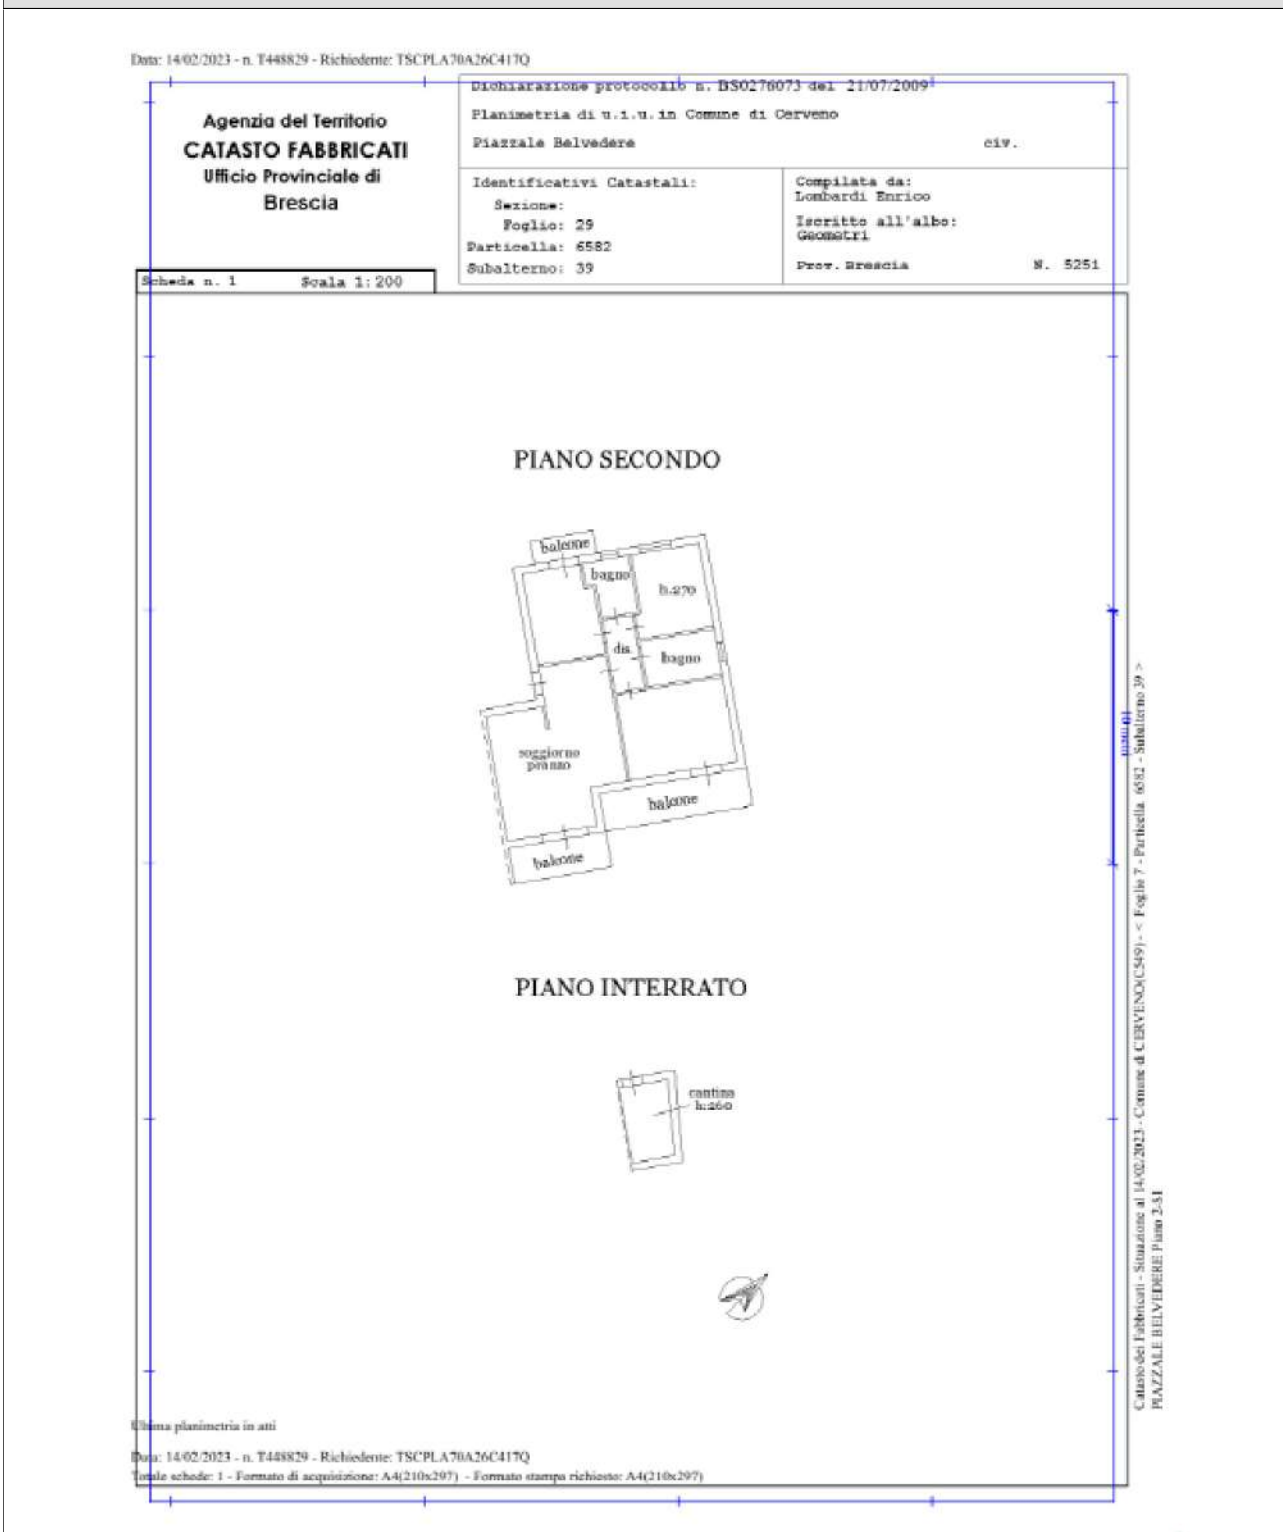 Data: 14/02/2023 - n. T448829 - Richiedente: TSCPLA70A26C417Q
Agenzia del Territorio
CATASTO FABBRICATI
Ufficio Provinciale di
Brescia
Dichiarazione protocollo n. BS0276073 del 21/07/2009
Planimetria di u.i.u. in Comune di Cerveno
Piazzale Belvedere civ.
Identificativi Catastali:
Sezione:
Foglio: 29
Particella: 6582
Subalterno: 39
Compilata da:
Lombardi Enrico
Iscritto all'albo:
Geometri
Prov. Brescia N. 5251
Scheda n. 1 Scala 1:200
PIANO SECONDO
balcone
bagno
h.270
dis.
bagno
soggiorno
pranzo
balcone
balcone
PIANO INTERRATO
cantina
h:260
Ultima planimetria in atti
Data: 14/02/2023 - n. T448829 - Richiedente: TSCPLA70A26C417Q
Totale schede: 1 - Formato di acquisizione: A4(210x297) - Formato stampa richiesto: A4(210x297)
Catasto dei Fabbricati - Situazione al 14/02/2023 - Comune di CERVENO(C549) - < Foglio 7 - Particella 6582 - Subalterno 39 >
PIAZZALE BELVEDERE Piano 2-S1